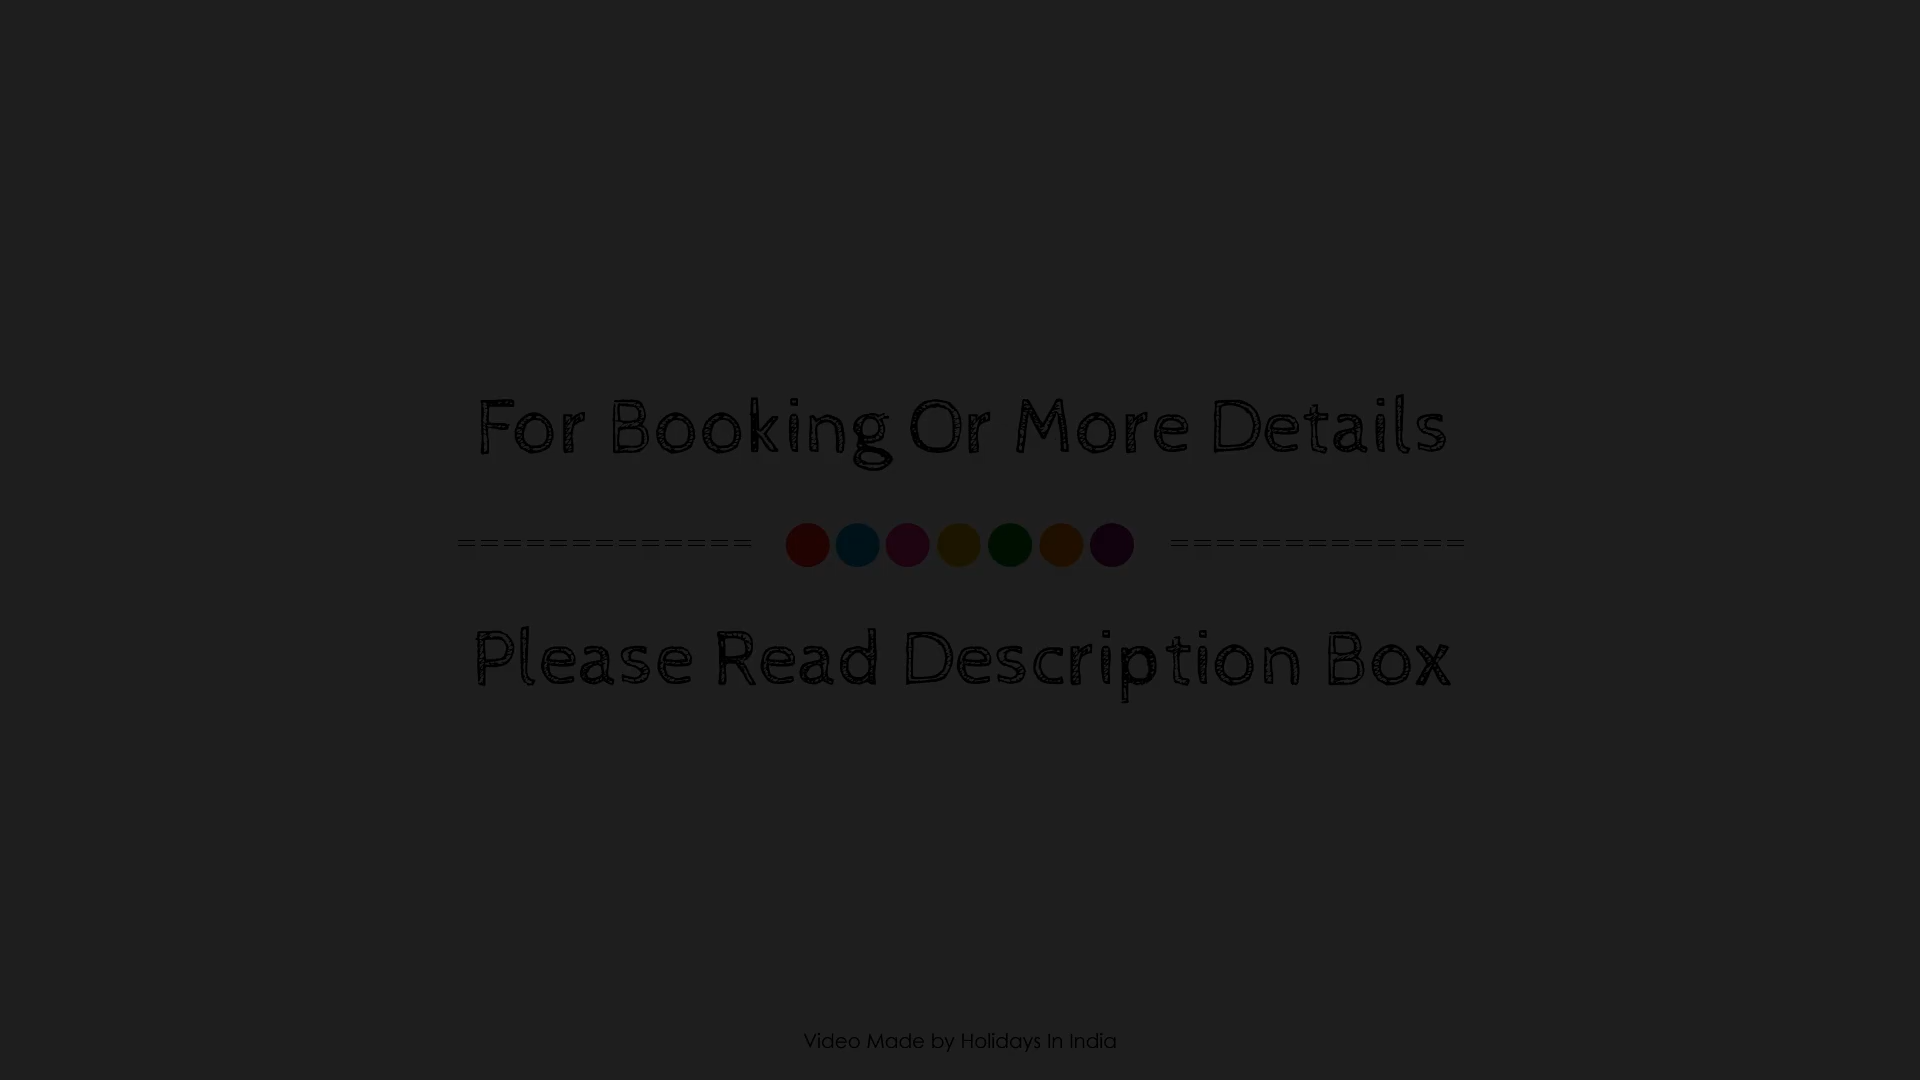 For Booking Or More Details
============= =============
Please Read Description Box
Video Made by Holidays In India